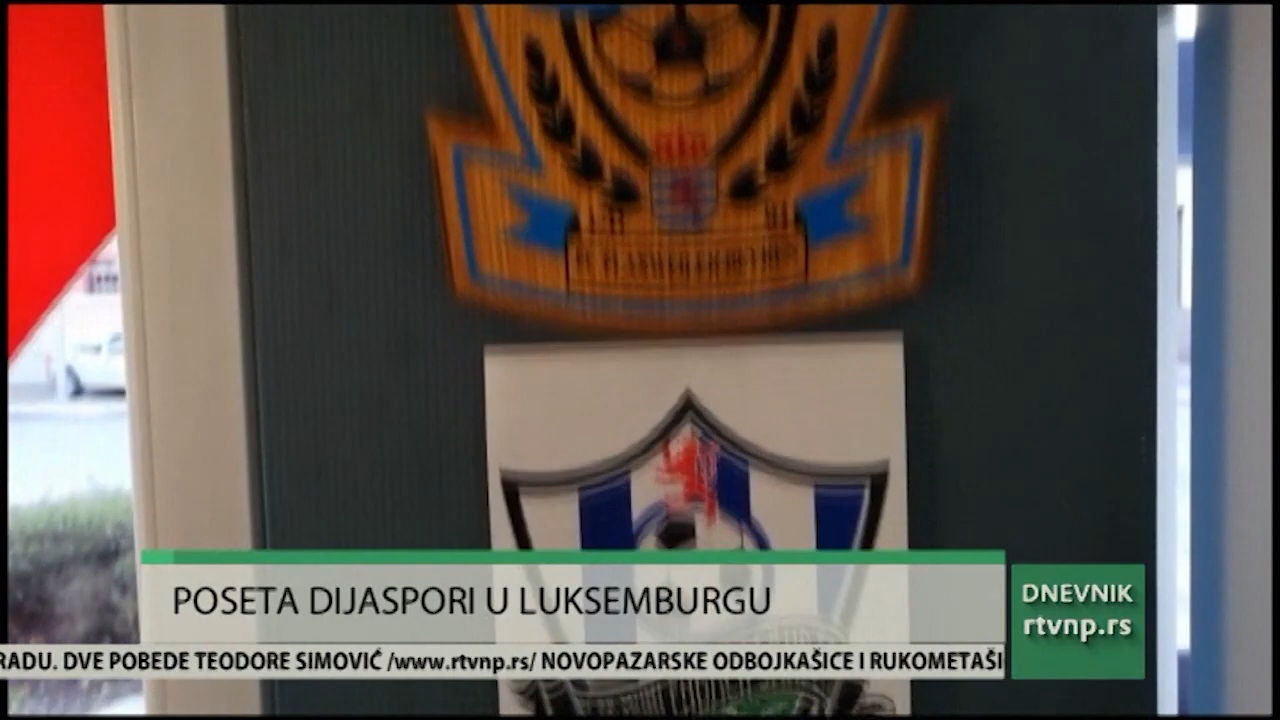 POSETA DIJASPORI U LUKSEMBURGU
DNEVNIK
rtvnp.rs
RADU. DVE POBEDE TEODORE SIMOVIĆ /www.rtvnp.rs/ NOVOPAZARSKE ODBOJKAŠICE I RUKOMETAŠI